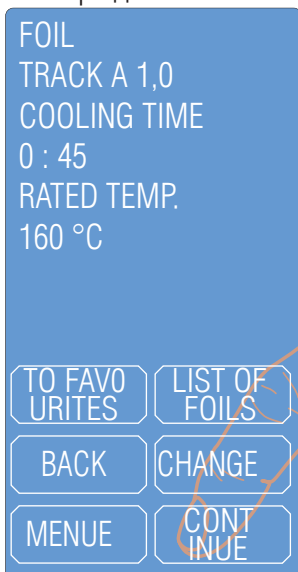 FOIL
TRACK A 1,0
COOLING TIME
0 : 45
RATED TEMP.
160 °C
TO FAVO
URITES
LIST OF
FOILS
BACK
CHANGE
MENUE
CONT
INUE